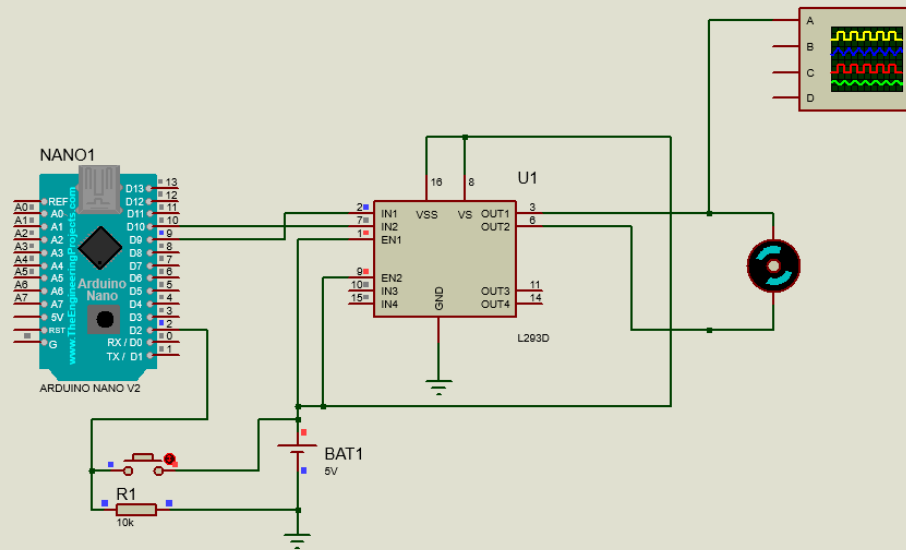 A
B
C
D
NANO1
www.TheEngineeringProjects.com
REF
A0 A0
A1 A1
A2 A2
A3 A3
A4 A4
A5 A5
A6 A6
A7 A7
5V
RST
G
Arduino
Nano
D13 13
D12 12
D11 11
D10 10
D9 9
D8 8
D7 7
D6 6
D5 5
D4 4
D3 3
D2 2
RX / D0 0
TX / D1 1
ARDUINO NANO V2
U1
16 8
VSS VS
2 IN1 OUT1 3
7 IN2 OUT2 6
1 EN1
9 EN2
10 IN3 OUT3 11
15 IN4 OUT4 14
GND
L293D
BAT1
5V
R1
10k